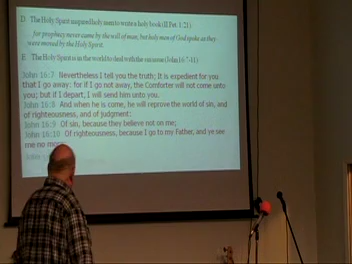 D. The Holy Spirit inspired holy men to write a holy book (II Pet. 1:21)
for prophecy never came by the will of man, but holy men of God spoke as they
were moved by the Holy Spirit.
E. The Holy Spirit is in the world to deal with the
(John 16:7-11)
John 16:7 Nevertheless I tell you the truth; It is expedient for you
that I go away: for if I go not away, the Comforter will not come
unto you; but if I depart, I will send him unto you.
John 16:8 And when he is come, he will reprove the world of sin, and
of righteousness, and of judgment:
John 16:9 Of sin, because they believe not on me;
John 16:10 Of righteousness, because I go to my Father, and ye see
me no more